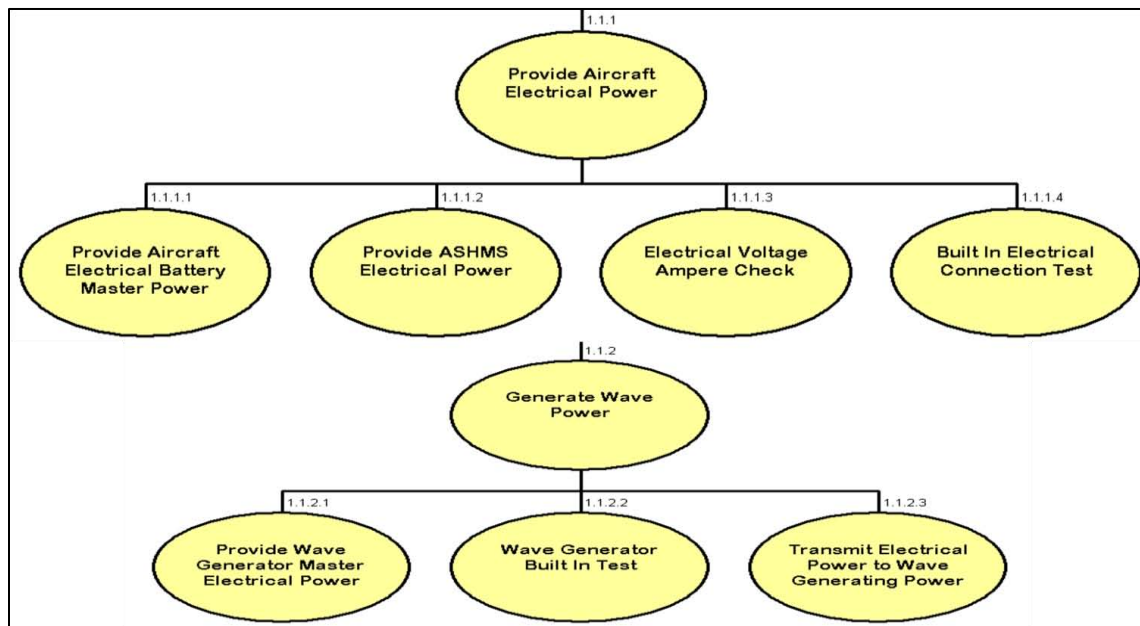 1.1.1
Provide Aircraft
Electrical Power
1.1.1.1
Provide Aircraft
Electrical Battery
Master Power
1.1.1.2
Provide ASHMS
Electrical Power
1.1.1.3
Electrical Voltage
Ampere Check
1.1.1.4
Built In Electrical
Connection Test
1.1.2
Generate Wave
Power
1.1.2.1
Provide Wave
Generator Master
Electrical Power
1.1.2.2
Wave Generator
Built In Test
1.1.2.3
Transmit Electrical
Power to Wave
Generating Power